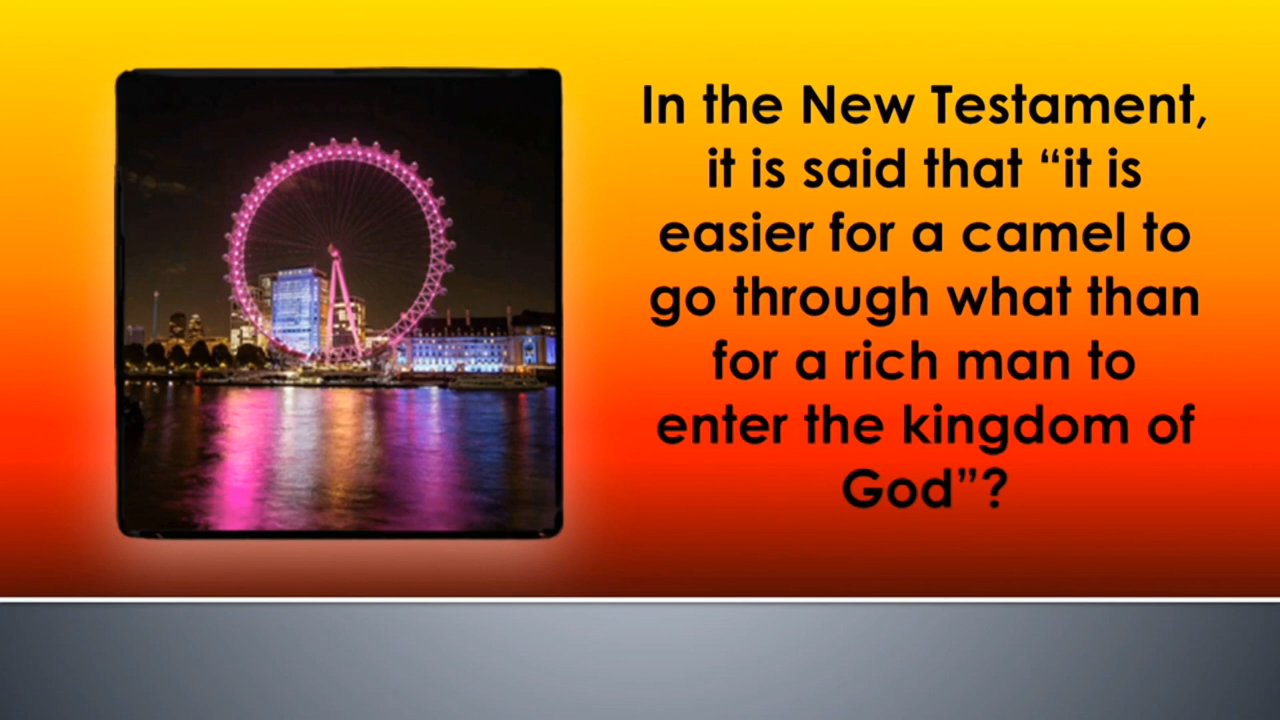 In the New Testament,
it is said that “it is
easier for a camel to
go through what than
for a rich man to
enter the kingdom of
God”?